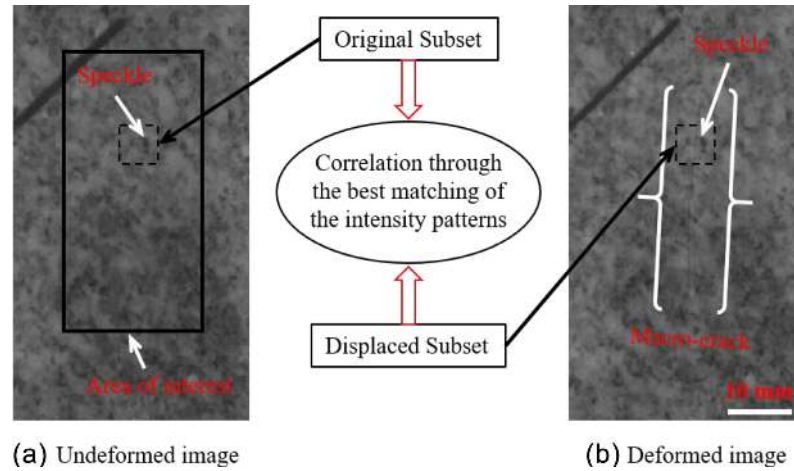 Original Subset
Speckle
Speckle
Correlation through
the best matching of
the intensity patterns
Displaced Subset
Macro-crack
Area of interest
10 mm
(a) Undeformed image
(b) Deformed image